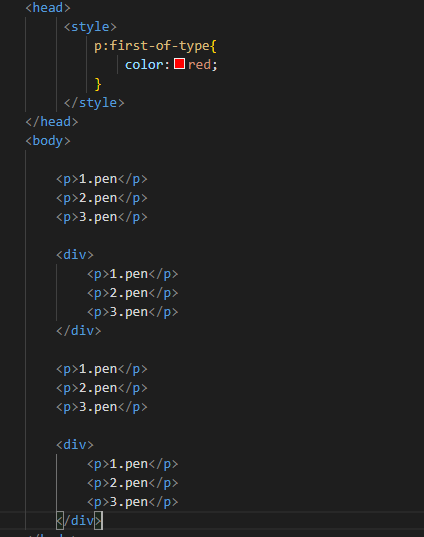 <head>
<style>
p:first-of-type{
color: red;
}
</style>
</head>
<body>
<p>1.pen</p>
<p>2.pen</p>
<p>3.pen</p>
<div>
<p>1.pen</p>
<p>2.pen</p>
<p>3.pen</p>
</div>
<p>1.pen</p>
<p>2.pen</p>
<p>3.pen</p>
<div>
<p>1.pen</p>
<p>2.pen</p>
<p>3.pen</p>
</div>